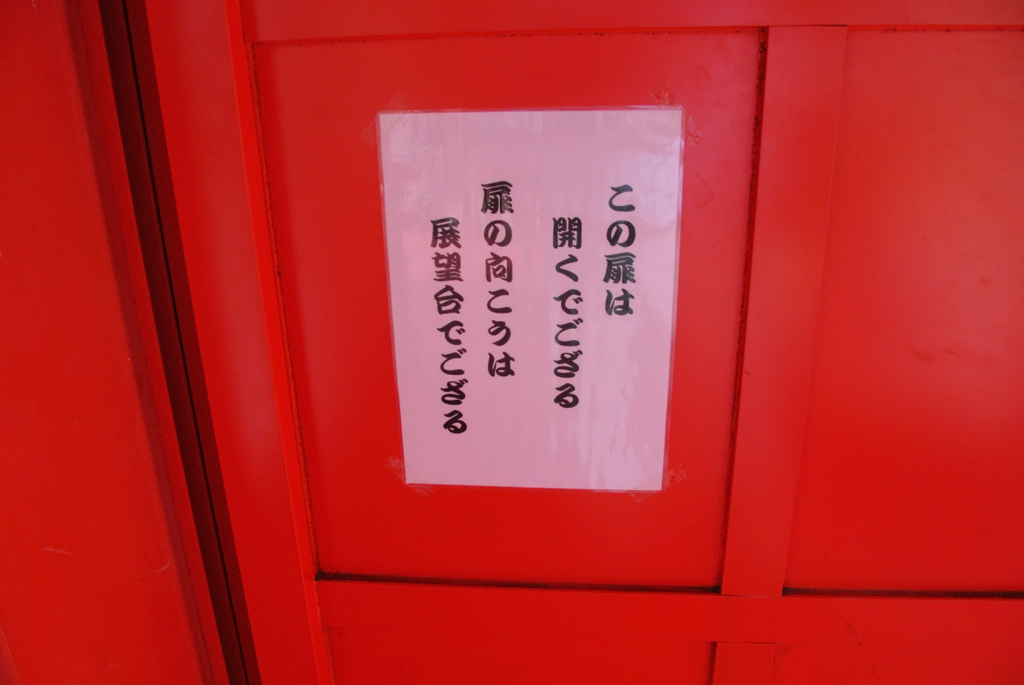 この扉は
開くでござる
扉の向こうは
展望台でござる